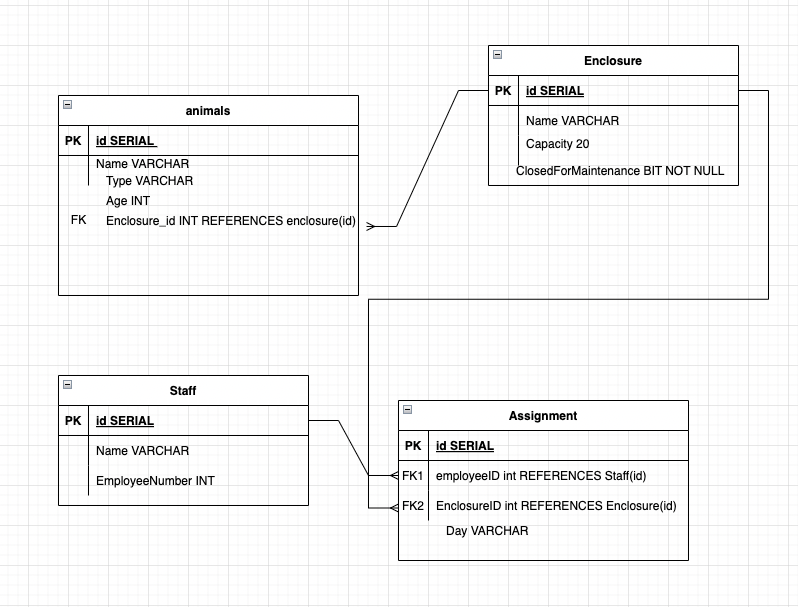 Enclosure
PK id SERIAL
Name VARCHAR
Capacity 20
ClosedForMaintenance BIT NOT NULL
animals
PK id SERIAL
Name VARCHAR
Type VARCHAR
Age INT
FK Enclosure_id INT REFERENCES enclosure(id)
Staff
PK id SERIAL
Name VARCHAR
EmployeeNumber INT
Assignment
PK id SERIAL
FK1 employeeID int REFERENCES Staff(id)
FK2 EnclosureID int REFERENCES Enclosure(id)
Day VARCHAR